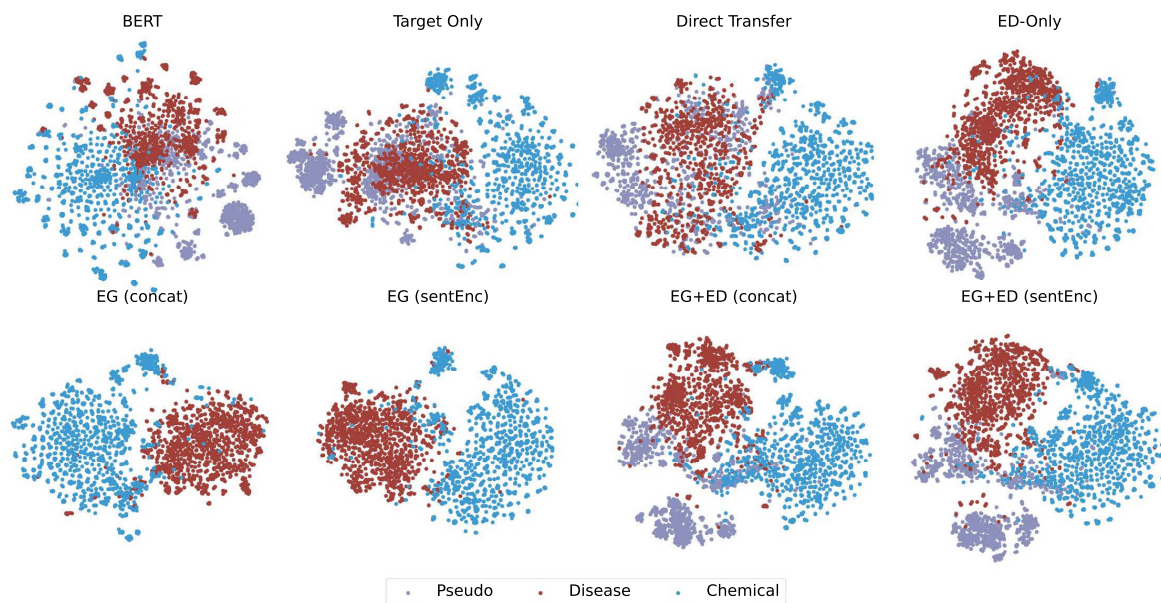 BERT
Target Only
Direct Transfer
ED-Only
EG (concat)
EG (sentEnc)
EG+ED (concat)
EG+ED (sentEnc)
Pseudo
Disease
Chemical